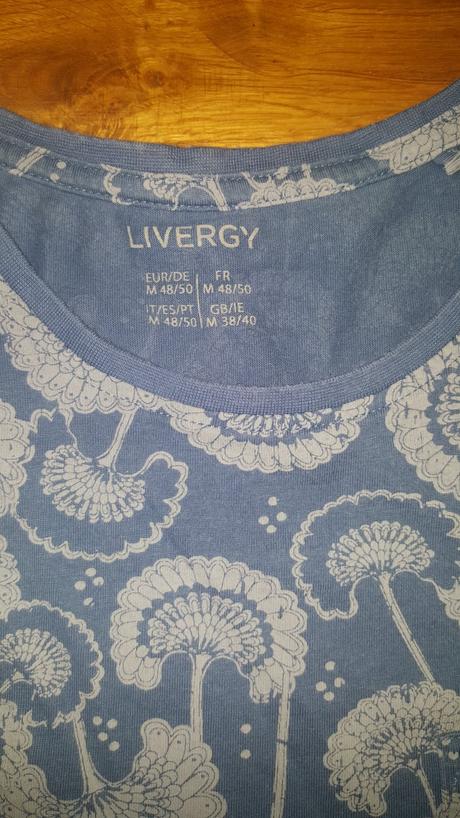 LIVERGY
EUR/DE FR
M 48/50 M 48/50
IT/ES/PT GB/IE
M 48/50 M 38/40